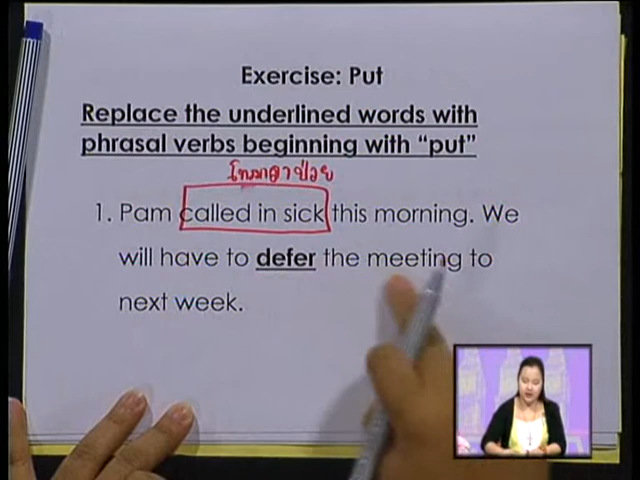 Exercise: Put
Replace the underlined words with
phrasal verbs beginning with “put”
โทรมาลาป่วย
1. Pam called in sick this morning. We
will have to defer the meeting to
next week.